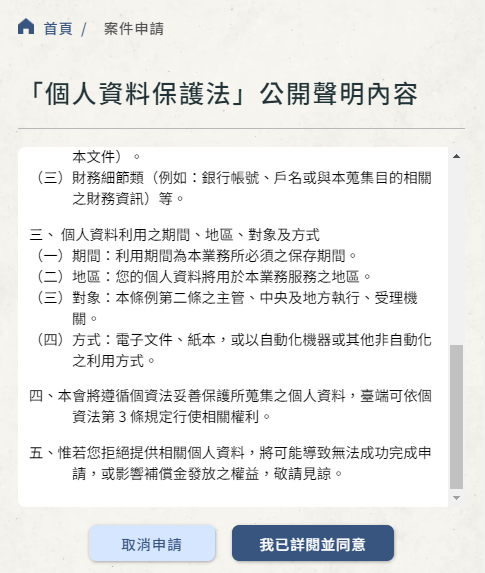 首頁 / 案件申請
「個人資料保護法」公開聲明內容
本文件）。
（三）財務細節類（例如：銀行帳號、戶名或與本蒐集目的相關
之財務資訊）等。
三、 個人資料利用之期間、地區、對象及方式
（一）期間：利用期間為本業務所必須之保存期間。
（二）地區：您的個人資料將用於本業務服務之地區。
（三）對象：本條例第二條之主管、中央及地方執行、受理機
關。
（四）方式：電子文件、紙本，或以自動化機器或其他非自動化
之利用方式。
四、本會將遵循個資法妥善保護所蒐集之個人資料，臺端可依個
資法第 3 條規定行使相關權利。
五、惟若您拒絕提供相關個人資料，將可能導致無法成功完成申
請，或影響補償金發放之權益，敬請見諒。
取消申請
我已詳閱並同意